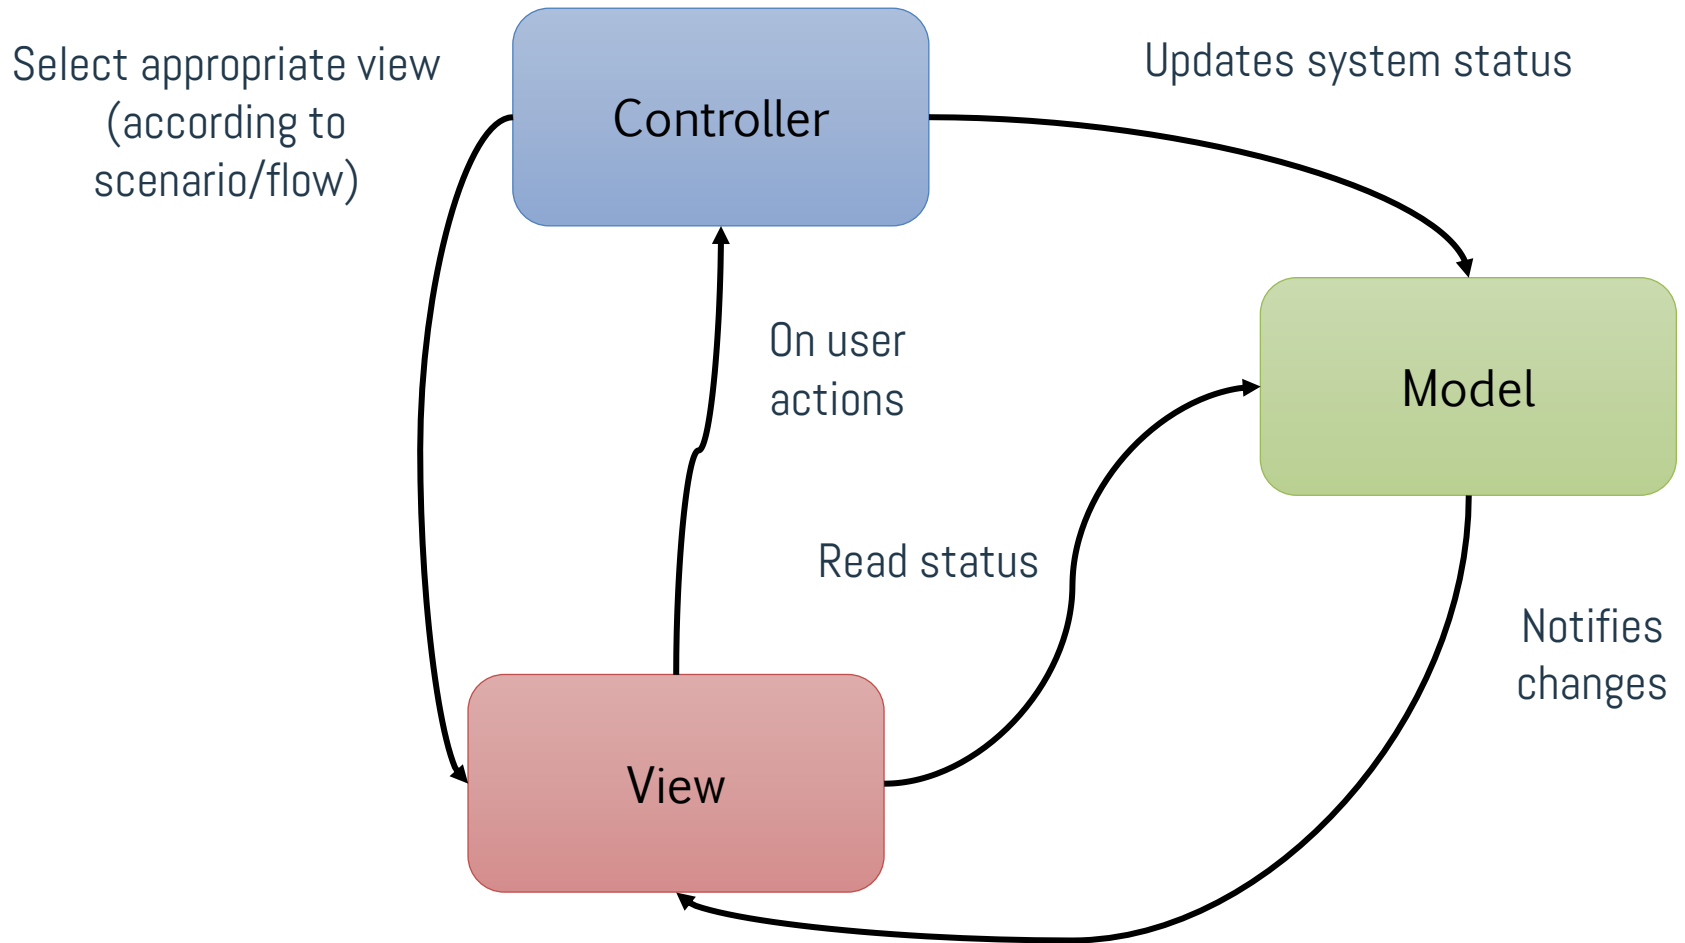 Select appropriate view
(according to
scenario/flow)
Controller
Updates system status
On user
actions
Model
Read status
Notifies
changes
View